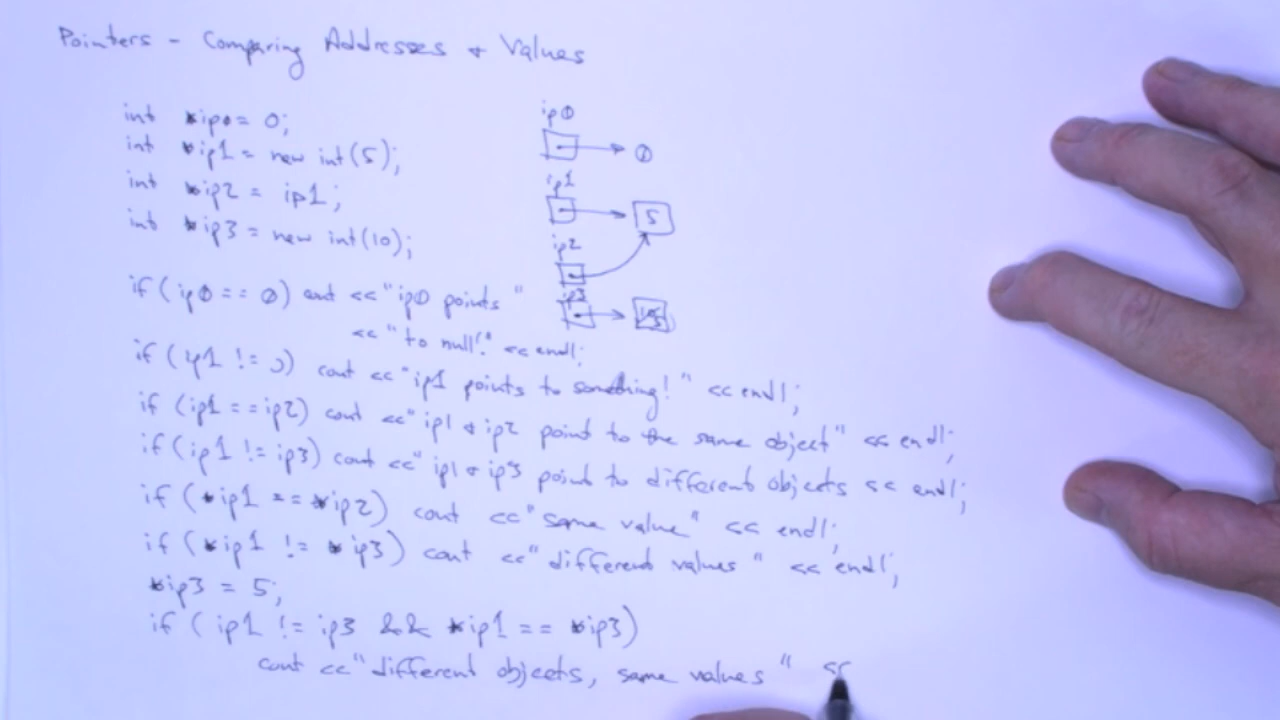 Pointers - Comparing Addresses & Values
int *ip0 = 0;
int *ip1 = new int(5);
int *ip2 = ip1;
int *ip3 = new int(10);
ip0
0
ip1
5
ip2
ip3
if (ip0 == 0) cout << "ip0 points "
<< "to null!" << endl;
if (ip1 != 0) cout << "ip1 points to something!" << endl;
if (ip1 == ip2) cout << "ip1 & ip2 point to the same object" << endl;
if (ip1 != ip3) cout << "ip1 & ip3 point to different objects << endl;
if (*ip1 == *ip2) cout << "same value" << endl;
if (*ip1 != *ip3) cout << "different values" << endl;
*ip3 = 5;
if (ip1 != ip3 && *ip1 == *ip3)
cout << "different objects, same values" <<